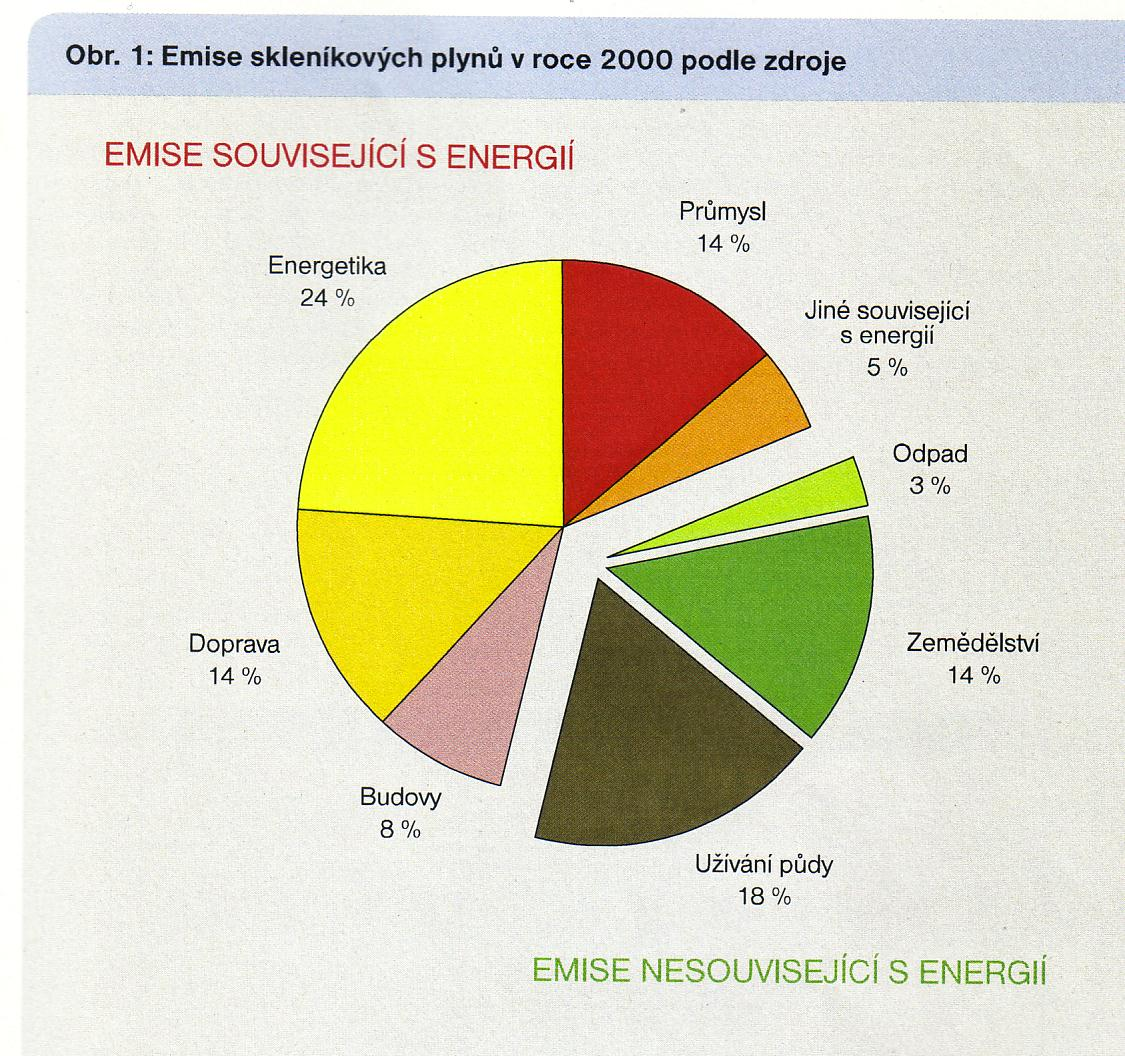 Obr. 1: Emise skleníkových plynů v roce 2000 podle zdroje
EMISE SOUVISEJÍCÍ S ENERGIÍ
Průmysl
14 %
Energetika
24 %
Jiné související
s energií
5 %
Odpad
3 %
Doprava
14 %
Zemědělství
14 %
Budovy
8 %
Užívání půdy
18 %
EMISE NESOUVISEJÍCÍ S ENERGIÍ